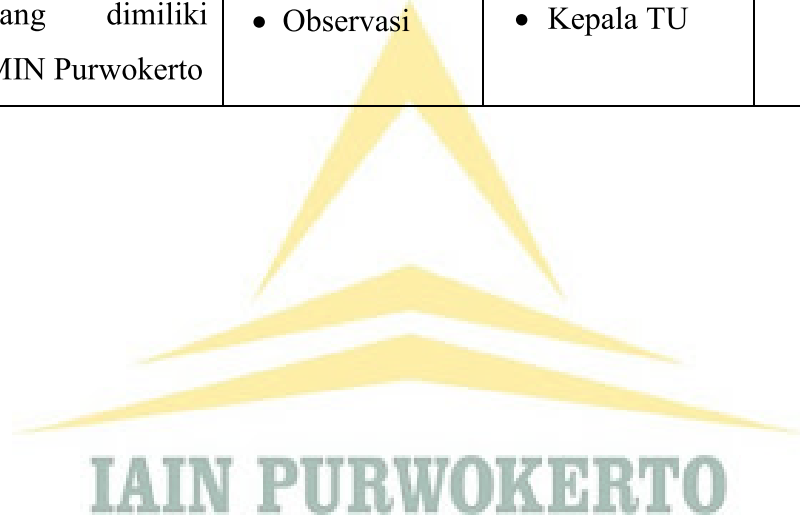 ang dimiliki
MIN Purwokerto
• Observasi
• Kepala TU
IAIN PURWOKERTO